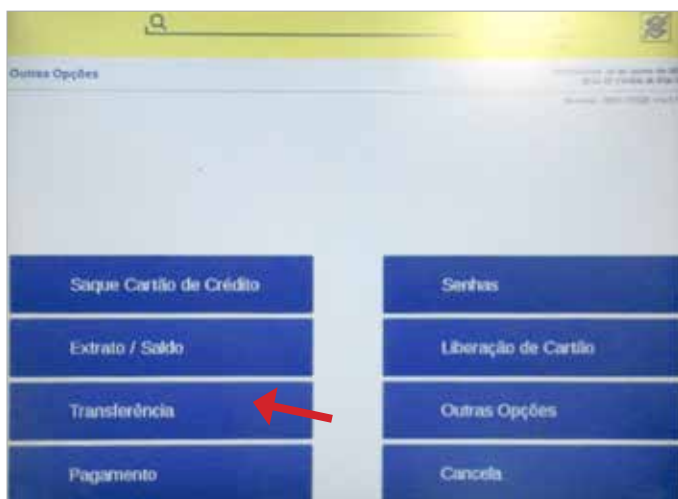 Outras Opções
Saque Cartão de Crédito
Senhas
Extrato / Saldo
Liberação de Cartão
Transferência
Outras Opções
Pagamento
Cancela